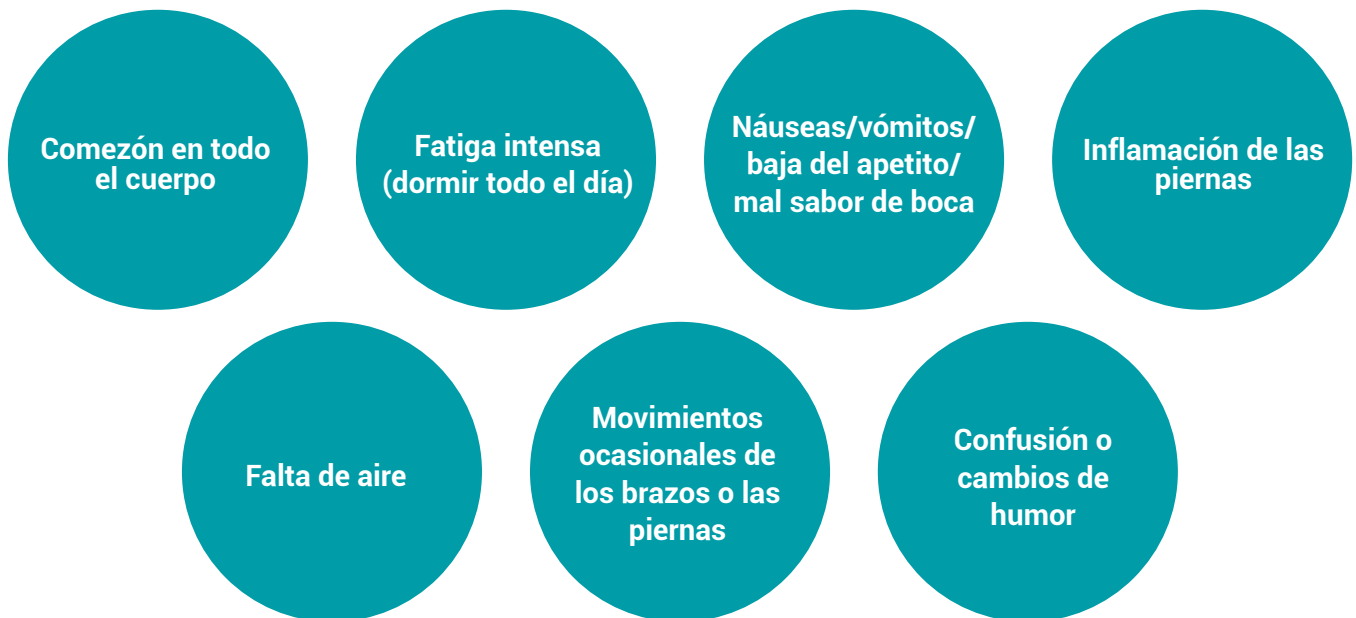 Comezón en todo
el cuerpo
Fatiga intensa
(dormir todo el día)
Náuseas/vómitos/
baja del apetito/
mal sabor de boca
Inflamación de las
piernas
Falta de aire
Movimientos
ocasionales de
los brazos o las
piernas
Confusión o
cambios de
humor